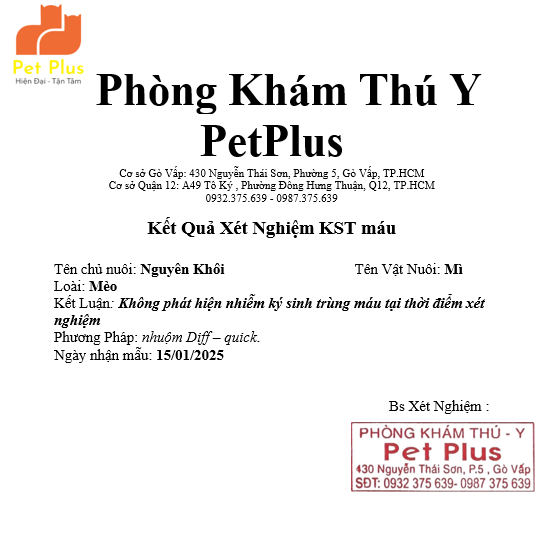 Pet Plus
Hiện Đại - Tận Tâm
Phòng Khám Thú Y
PetPlus
Cơ sở Gò Vấp: 430 Nguyễn Thái Sơn, Phường 5, Gò Vấp, TP.HCM
Cơ sở Quận 12: A49 Tô Ký , Phường Đông Hưng Thuận, Q12, TP.HCM
0932.375.639 - 0987.375.639
Kết Quả Xét Nghiệm KST máu
Tên chủ nuôi: Nguyên Khôi Tên Vật Nuôi: Mì
Loài: Mèo
Kết Luận: Không phát hiện nhiễm ký sinh trùng máu tại thời điểm xét
nghiệm
Phương Pháp: nhuộm Diff – quick.
Ngày nhận mẫu: 15/01/2025
Bs Xét Nghiệm :
PHÒNG KHÁM THÚ - Y
Pet Plus
430 Nguyễn Thái Sơn, P.5 , Gò Vấp
SĐT: 0932 375 639- 0987 375 639